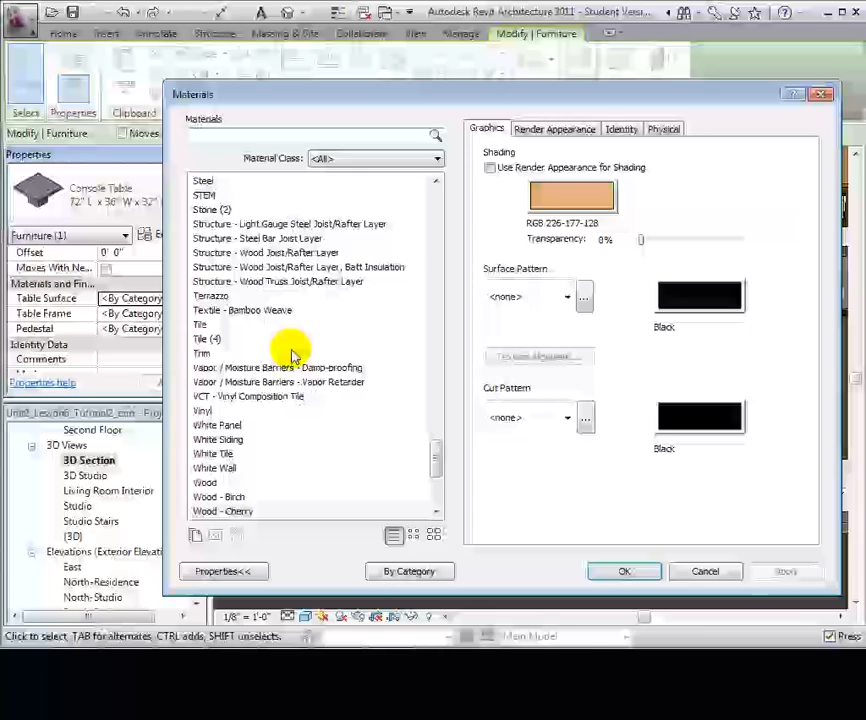 Autodesk Revit Architecture 2011 - Student Versi...
Home Insert Annotate Structure Massing & Site Collaboration View Manage Modify | Furniture
Select Properties Clipboard
Modify | Furniture Moves
Materials
Properties
Console Table
72" L x 36" W x 32"
Furniture (1)
Offset 0' 0"
Moves With Ne...
Materials and Fin...
Table Surface <By Category
Table Frame <By Category
Pedestal <By Category
Identity Data
Comments
Properties help
Second Floor
3D Views
3D Section
3D Studio
Living Room Interior
Studio Stairs
{3D}
Elevations (Exterior Elevati
East
North-Residence
North-Studio
Materials
Material Class: <All>
Steel
STEM
Stone (2)
Structure - Light Gauge Steel Joist/Rafter Layer
Structure - Steel Bar Joist Layer
Structure - Wood Joist/Rafter Layer
Structure - Wood Joist/Rafter Layer, Batt Insulation
Structure - Wood Truss Joist/Rafter Layer
Terrazzo
Textile - Bamboo Weave
Tile
Tile (4)
Trim
Vapor / Moisture Barriers - Damp-proofing
Vapor / Moisture Barriers - Vapor Retarder
VCT - Vinyl Composition Tile
Vinyl
White Panel
White Siding
White Tile
White Wall
Wood
Wood - Birch
Wood - Cherry
Properties<< By Category
Graphics Render Appearance Identity Physical
Shading
Use Render Appearance for Shading
RGB 226-177-128
Transparency: 0%
Surface Pattern
<none> ...
Black
Texture Alignment...
Cut Pattern
<none> ...
Black
OK Cancel Apply
1/8" = 1'-0"
Click to select, TAB for alternates, CTRL adds, SHIFT unselects.
Main Model
Press